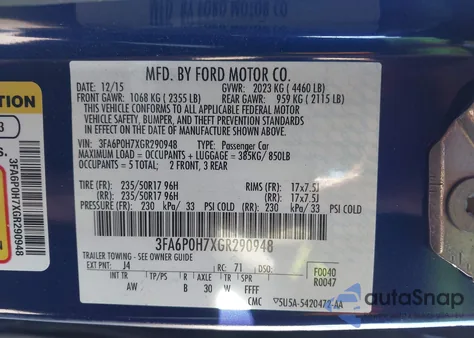 MFD. BY FORD MOTOR CO.
12/15
GVWR: 2023 KG ( 4460 LB)
FRONT GAWR: 1068 KG ( 2355 LB)
REAR GAWR: 959 KG ( 2115 LB)
THIS VEHICLE CONFORMS TO ALL APPLICABLE FEDERAL MOTOR
VEHICLE SAFETY, BUMPER, AND THEFT PREVENTION STANDARDS IN
EFFECT ON THE DATE OF MANUFACTURE SHOWN ABOVE.
VIN: 3FA6P0H7XGR290948 TYPE: Passenger Car
MAXIMUM LOAD = OCCUPANTS + LUGGAGE = 385KG/ 850LB
OCCUPANTS = 5 TOTAL; 2 FRONT, 3 REAR
TIRE (FR): 235/50R17 96H RIMS (FR): 17x7.5J
(RR): 235/50R17 96H (RR): 17x7.5J
PRESSURE (FR): 230 kPa/ 33 PSI COLD (RR) 230 kPa/ 33 PSI COLD
3FA6P0H7XGR290948
TRAILER TOWING - SEE OWNER GUIDE
EXT PNT: J4 RC: 71 DSO: F0040
R0047
INT TR TP/PS R AXLE TR SPR
AW B 30 W FFFF
CMC 5U5A-5420472-AA
3FA6P0H7XGR290948
autoSnap